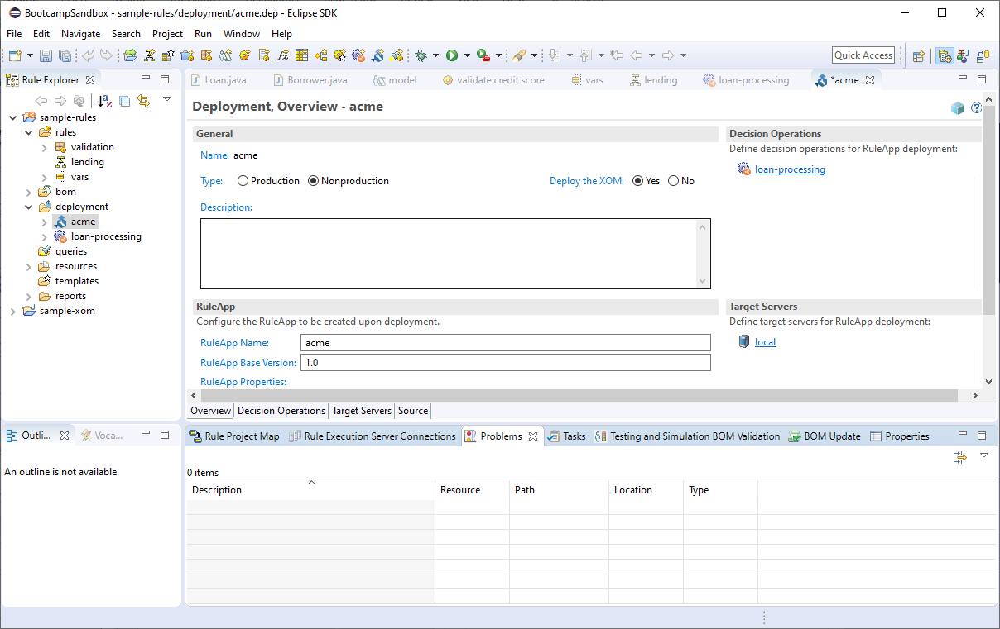 BootcampSandbox - sample-rules/deployment/acme.dep - Eclipse SDK
File Edit Navigate Search Project Run Window Help
Quick Access
Rule Explorer
sample-rules
rules
validation
lending
vars
bom
deployment
acme
loan-processing
queries
resources
templates
reports
sample-xom
Loan.java Borrower.java model validate credit score vars lending loan-processing *acme
Deployment, Overview - acme
General
Name: acme
Type: Production Nonproduction Deploy the XOM: Yes No
Description:
Decision Operations
Define decision operations for RuleApp deployment:
loan-processing
RuleApp
Configure the RuleApp to be created upon deployment.
RuleApp Name: acme
RuleApp Base Version: 1.0
RuleApp Properties:
Target Servers
Define target servers for RuleApp deployment:
local
Overview Decision Operations Target Servers Source
Outli... Voca...
An outline is not available.
Rule Project Map Rule Execution Server Connections Problems Tasks Testing and Simulation BOM Validation BOM Update Properties
0 items
Description Resource Path Location Type